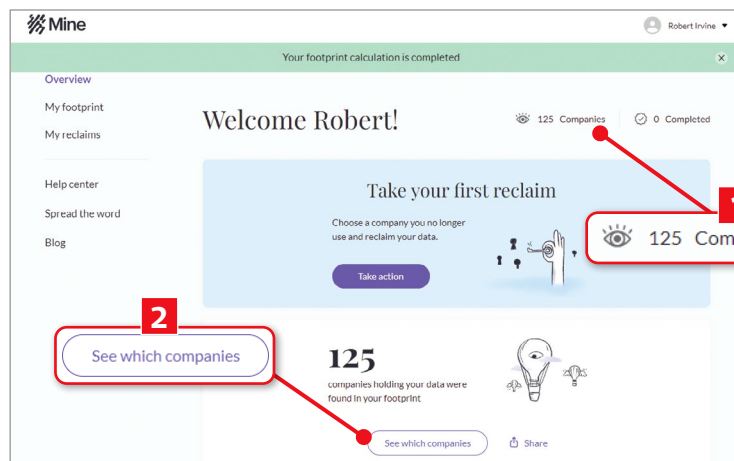 Mine
Robert Irvine
Your footprint calculation is completed
Overview
My footprint
My reclaims
Help center
Spread the word
Blog
Welcome Robert!
125 Companies
0 Completed
Take your first reclaim
Choose a company you no longer
use and reclaim your data.
Take action
125 Com
2
See which companies
125
companies holding your data were
found in your footprint
See which companies
Share